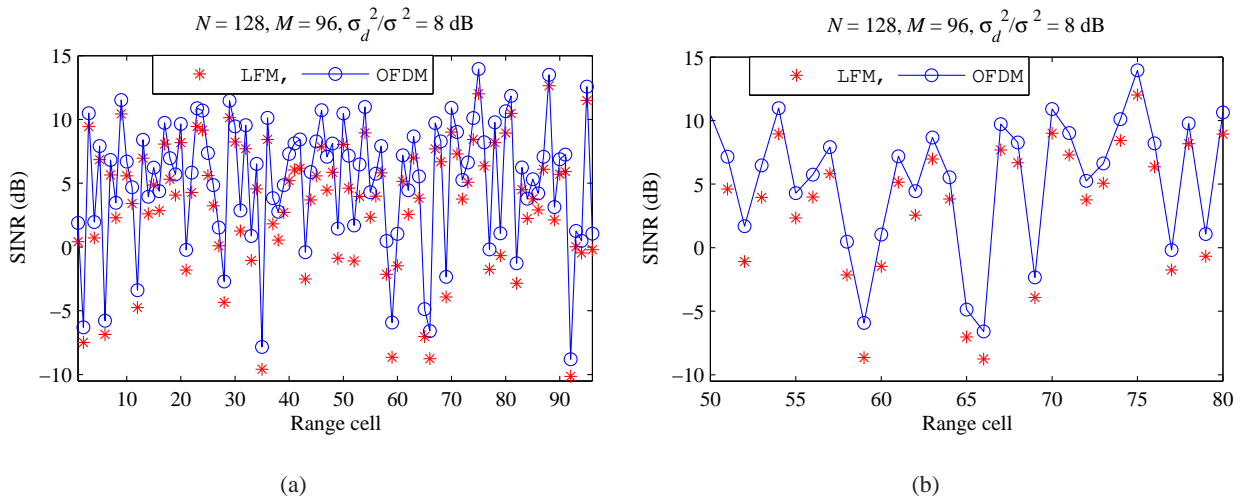 N = 128, M = 96, σ_d²/σ² = 8 dB
15
10
5
0
−5
−10
SINR (dB)
LFM, OFDM
10 20 30 40 50 60 70 80 90
Range cell
(a)
N = 128, M = 96, σ_d²/σ² = 8 dB
15
10
5
0
−5
−10
SINR (dB)
LFM, OFDM
50 55 60 65 70 75 80
Range cell
(b)